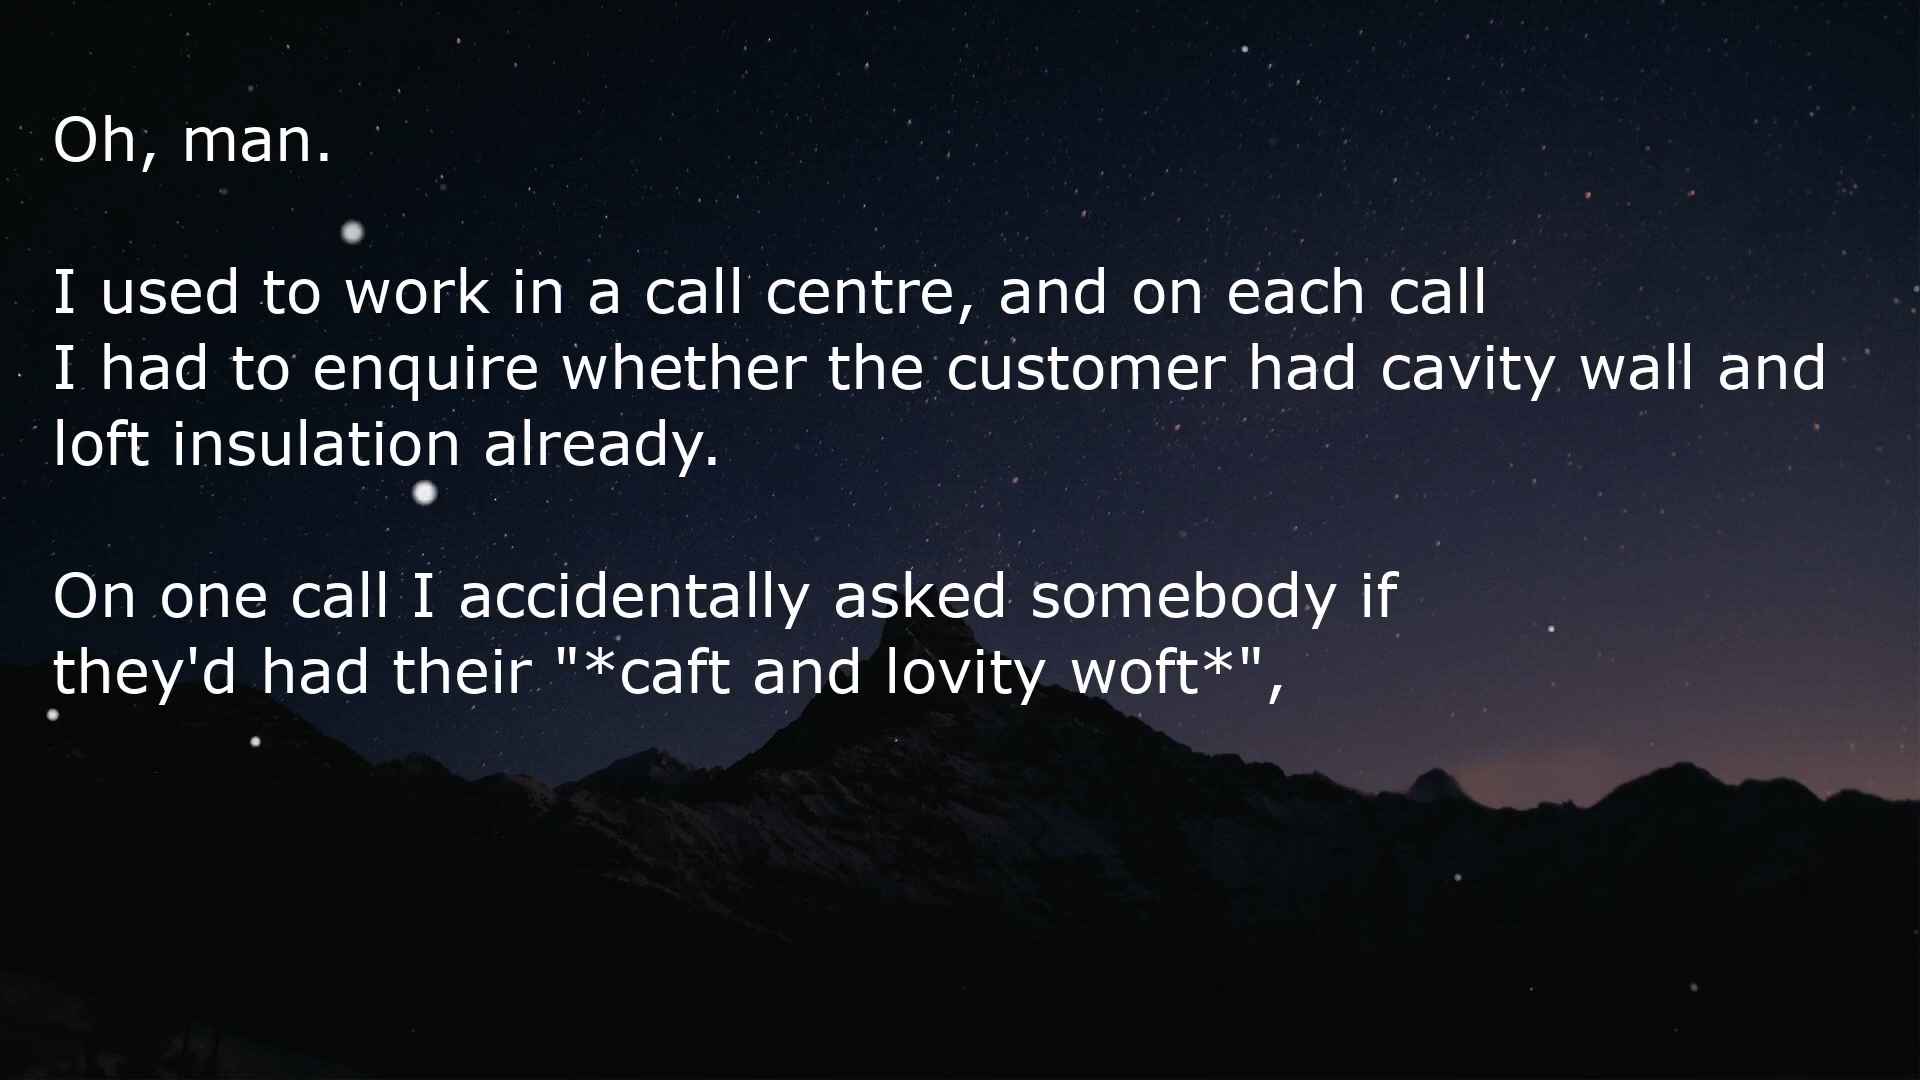 Oh, man.
I used to work in a call centre, and on each call
I had to enquire whether the customer had cavity wall and
loft insulation already.
On one call I accidentally asked somebody if
they'd had their "*caft and lovity woft*",